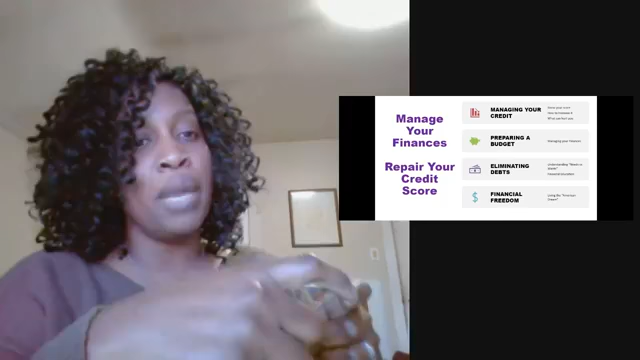 Manage
Your
Finances
Repair Your
Credit
Score
MANAGING YOUR
CREDIT
PREPARING A
BUDGET
ELIMINATING
DEBTS
FINANCIAL
FREEDOM